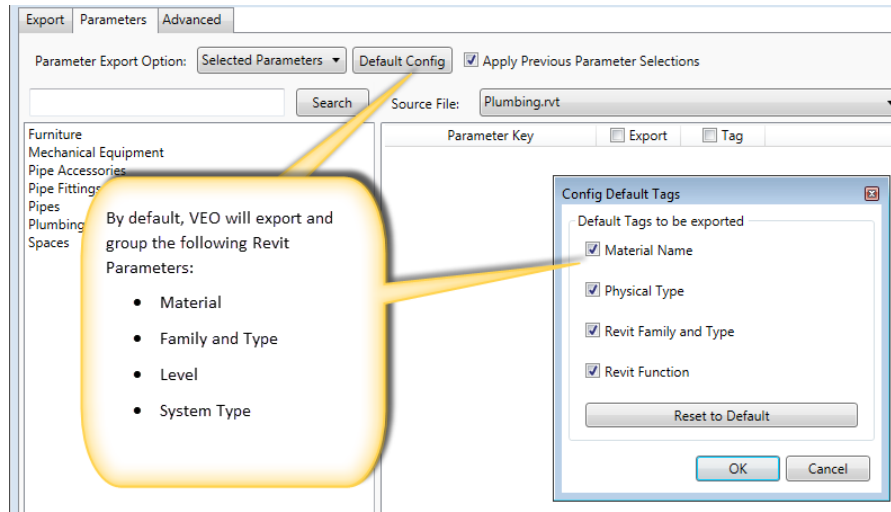 Export Parameters Advanced
Parameter Export Option: Selected Parameters Default Config Apply Previous Parameter Selections
Search Source File: Plumbing.rvt
Parameter Key Export Tag
Furniture
Mechanical Equipment
Pipe Accessories
Pipe Fittings
Pipes
Plumbing
Spaces
By default, VEO will export and
group the following Revit
Parameters:
• Material
• Family and Type
• Level
• System Type
Config Default Tags
Default Tags to be exported
Material Name
Physical Type
Revit Family and Type
Revit Function
Reset to Default
OK Cancel